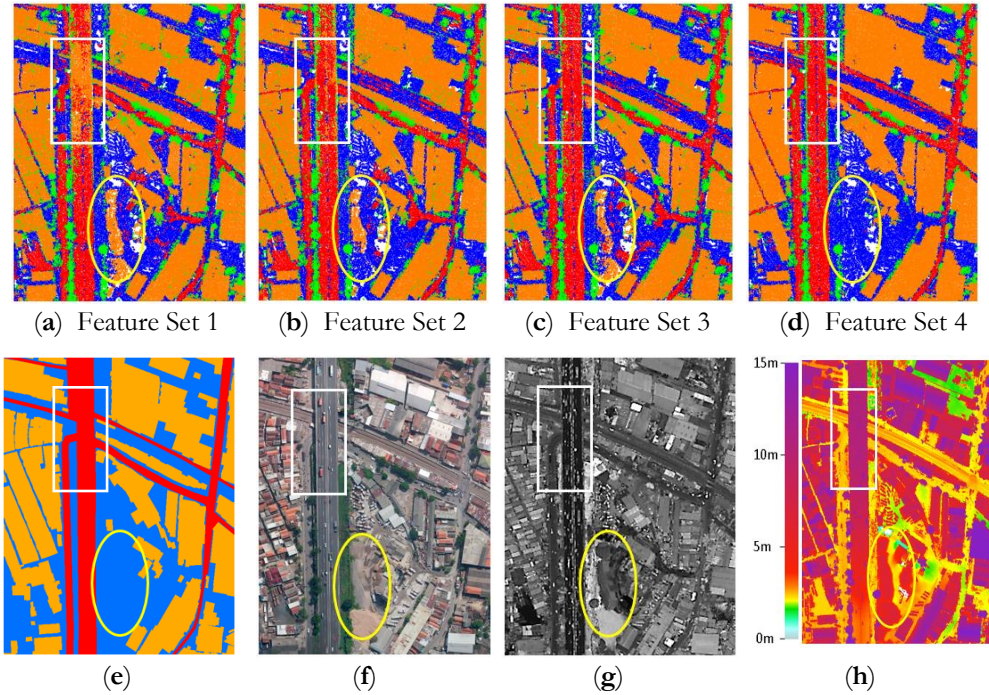 (a) Feature Set 1
(b) Feature Set 2
(c) Feature Set 3
(d) Feature Set 4
15m
10m
5m
0m
(e)
(f)
(g)
(h)